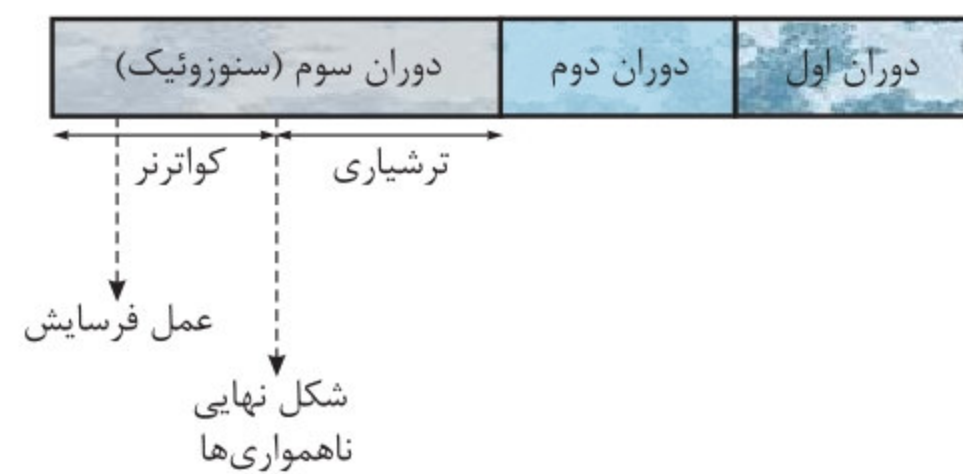 دوران اول
دوران دوم
دوران سوم (سنوزوئیک)
ترشیاری
کواترنر
عمل فرسایش
شکل نهایی
ناهمواری‌ها